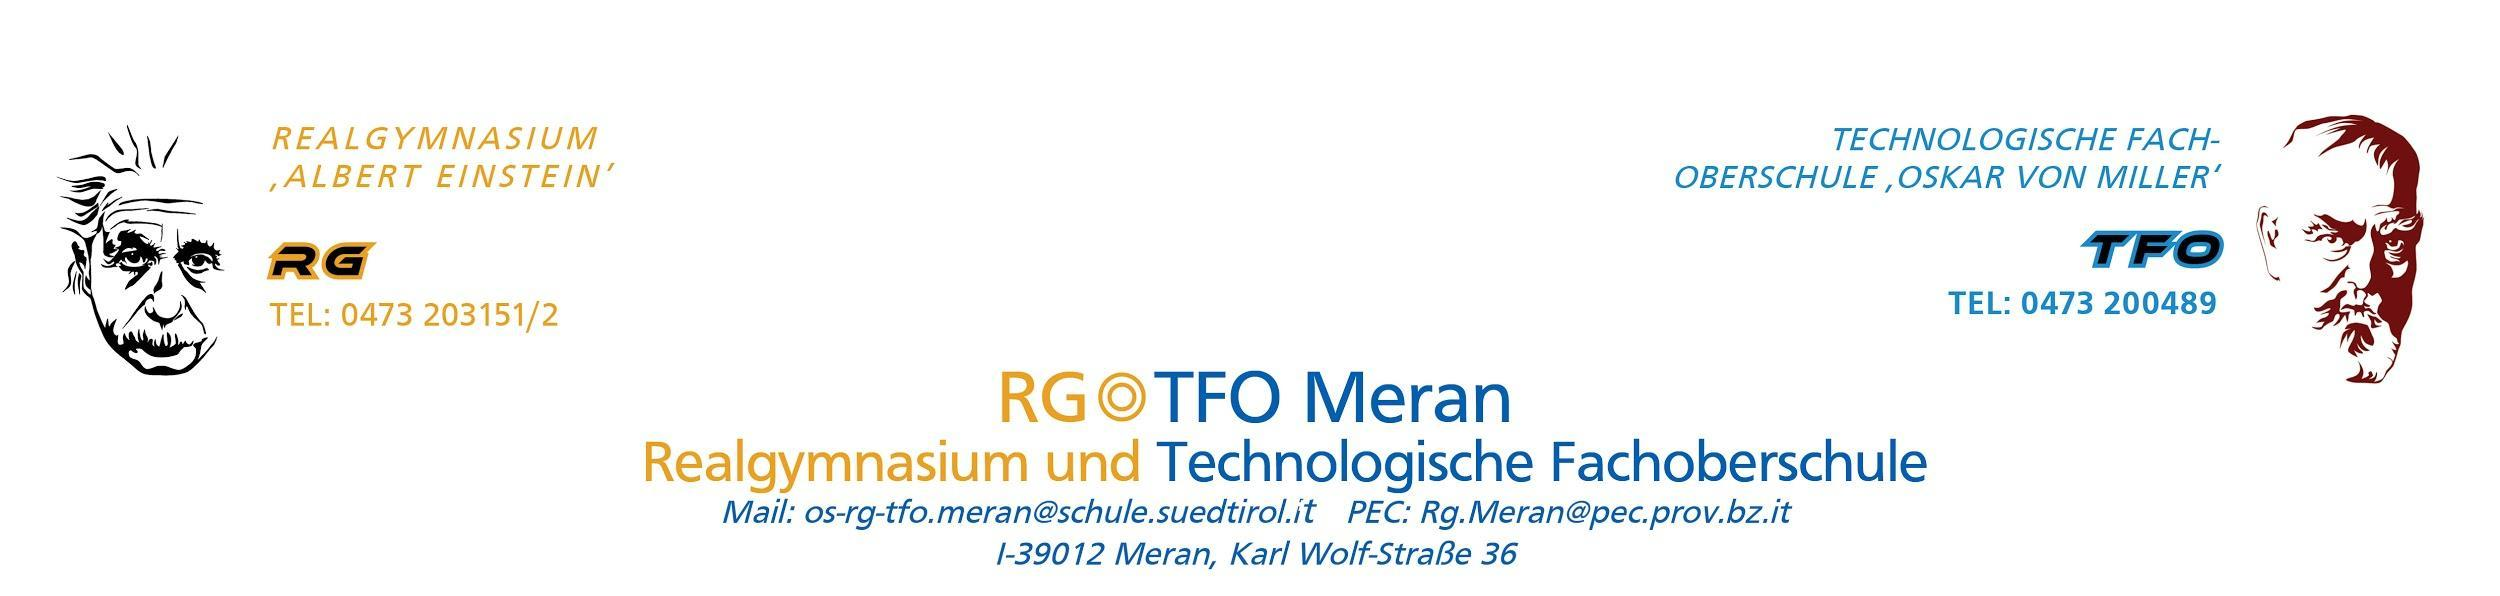 REALGYMNASIUM
‚ALBERT EINSTEIN’
RG
TEL: 0473 203151/2
TECHNOLOGISCHE FACH-
OBERSCHULE ‚OSKAR VON MILLER‘
TFO
TEL: 0473 200489
RG TFO Meran
Realgymnasium und Technologische Fachoberschule
Mail: os-rg-tfo.meran@schule.suedtirol.it PEC: Rg.Meran@pec.prov.bz.it
I-39012 Meran, Karl Wolf-Straße 36